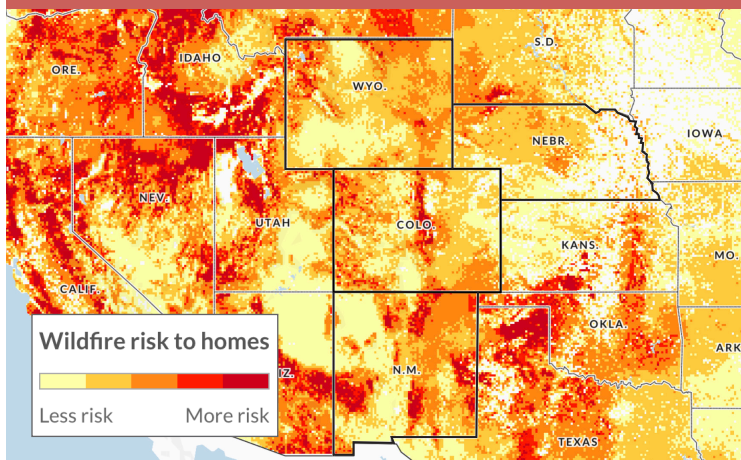 ORE.
IDAHO
WYO.
S.D.
NEBR.
IOWA
NEV.
UTAH
COLO.
KANS.
MO.
CALIF.
Wildfire risk to homes
Less risk
More risk
IZ.
N.M.
OKLA.
ARK
TEXAS